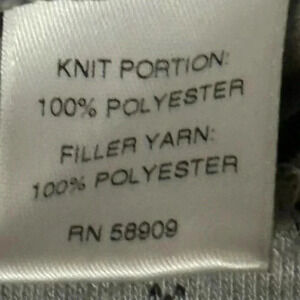 KNIT PORTION:
100% POLYESTER
FILLER YARN:
100% POLYESTER
RN 58909